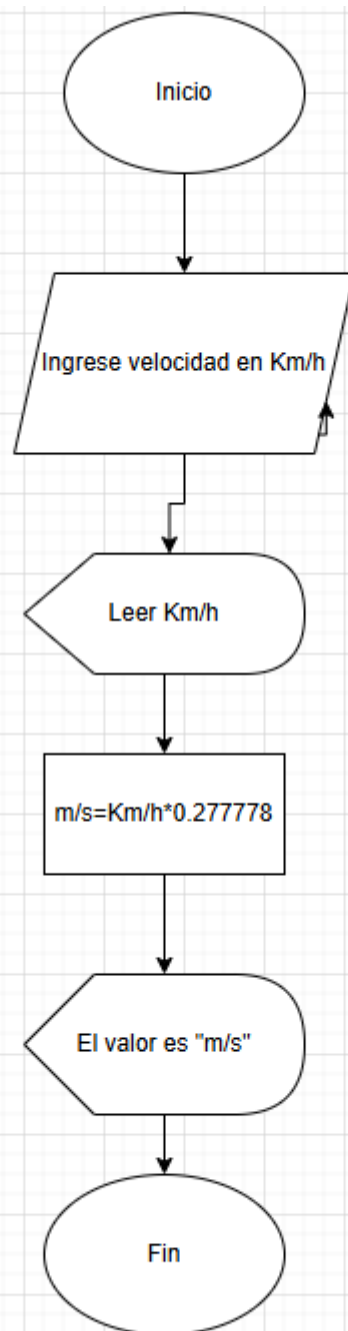 Inicio
Ingrese velocidad en Km/h
Leer Km/h
m/s=Km/h*0.277778
El valor es "m/s"
Fin